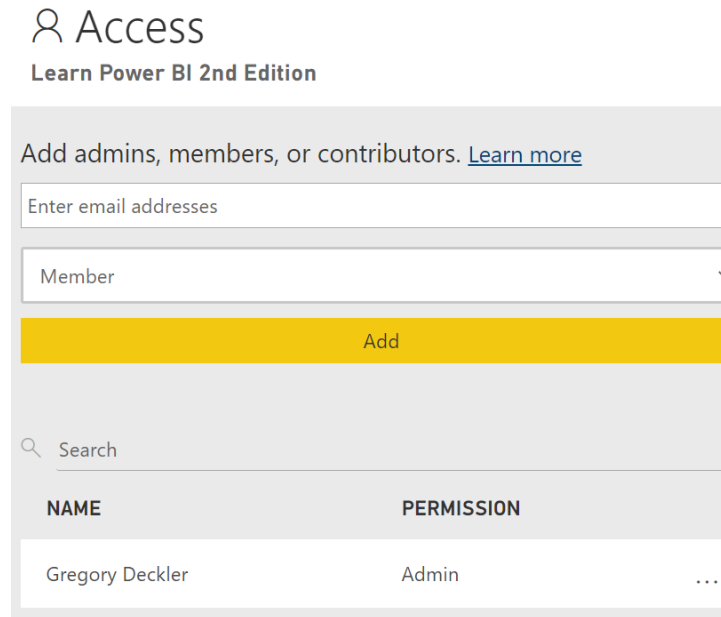 Access
Learn Power BI 2nd Edition
Add admins, members, or contributors. Learn more
Enter email addresses
Member
Add
Search
NAME PERMISSION
Gregory Deckler Admin ...